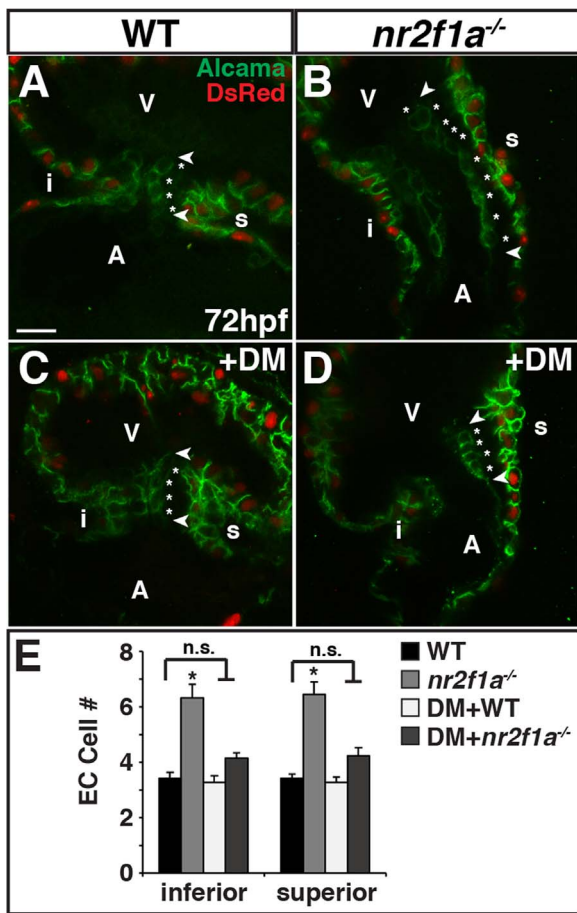 WT
nr2f1a-/-
A
Alcama
DsRed
V
i
s
A
72hpf
B
V
s
i
A
C
+DM
V
i
s
A
D
+DM
V
s
i
A
E
EC Cell #
8
6
4
2
0
n.s.
*
n.s.
*
inferior
superior
WT
nr2f1a-/-
DM+WT
DM+nr2f1a-/-